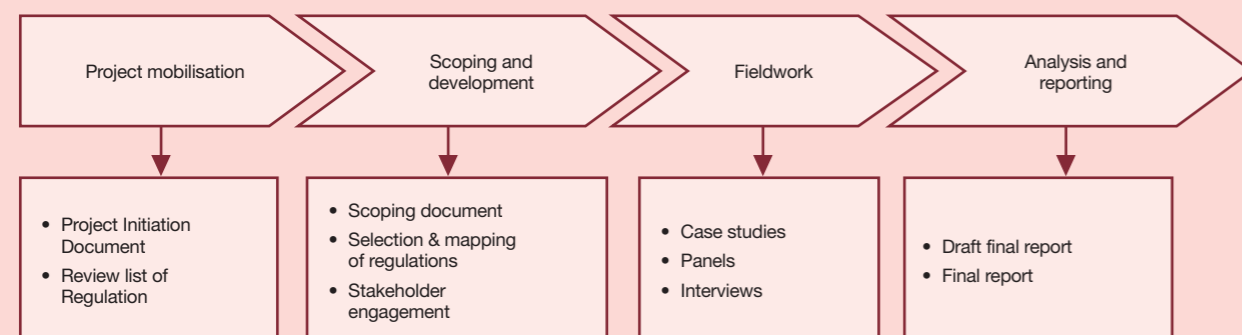 Project mobilisation
Scoping and
development
Fieldwork
Analysis and
reporting
• Project Initiation
Document
• Review list of
Regulation
• Scoping document
• Selection & mapping
of regulations
• Stakeholder
engagement
• Case studies
• Panels
• Interviews
• Draft final report
• Final report